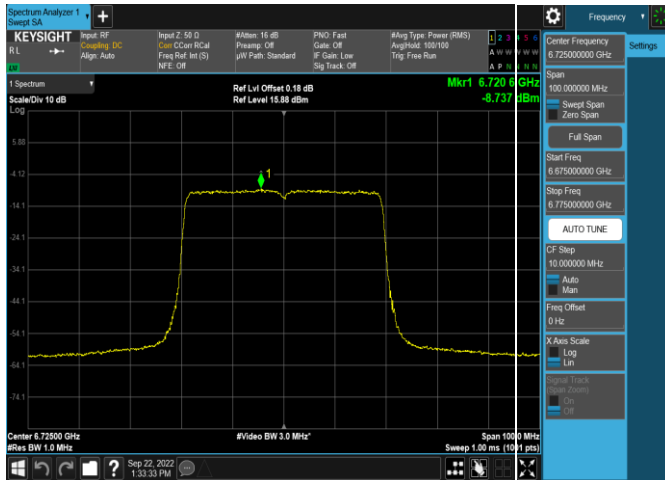 Spectrum Analyzer 1
Swept SA
+
Frequency
KEYSIGHT
Input: RF
Input Z: 50 Ω
#Atten: 16 dB
PNO: Fast
#Avg Type: Power (RMS)
1 2 3 4 5 6
RL
Coupling: DC
Corr CCorr RCal
Preamp: Off
Gate: Off
Avg|Hold: 100/100
A W W W W W
Align: Auto
Freq Ref: Int (S)
µW Path: Standard
IF Gain: Low
Trig: Free Run
NFE: Off
Sig Track: Off
A P N N N N
1 Spectrum
Ref Lvl Offset 0.18 dB
Mkr1 6.720 6 GHz
Scale/Div 10 dB
Ref Level 15.88 dBm
-8.737 dBm
Log
5.88
1
-4.12
-14.1
-24.1
-34.1
-44.1
-54.1
-64.1
-74.1
Center 6.72500 GHz
#Video BW 3.0 MHz*
Span 100.0 MHz
#Res BW 1.0 MHz
Sweep 1.00 ms (1001 pts)
?
Sep 22, 2022
1:33:33 PM
Center Frequency
6.725000000 GHz
Settings
Span
100.000000 MHz
Swept Span
Zero Span
Full Span
Start Freq
6.675000000 GHz
Stop Freq
6.775000000 GHz
AUTO TUNE
CF Step
10.000000 MHz
Auto
Man
Freq Offset
0 Hz
X Axis Scale
Log
Lin
Signal Track
(Span Zoom)
On
Off